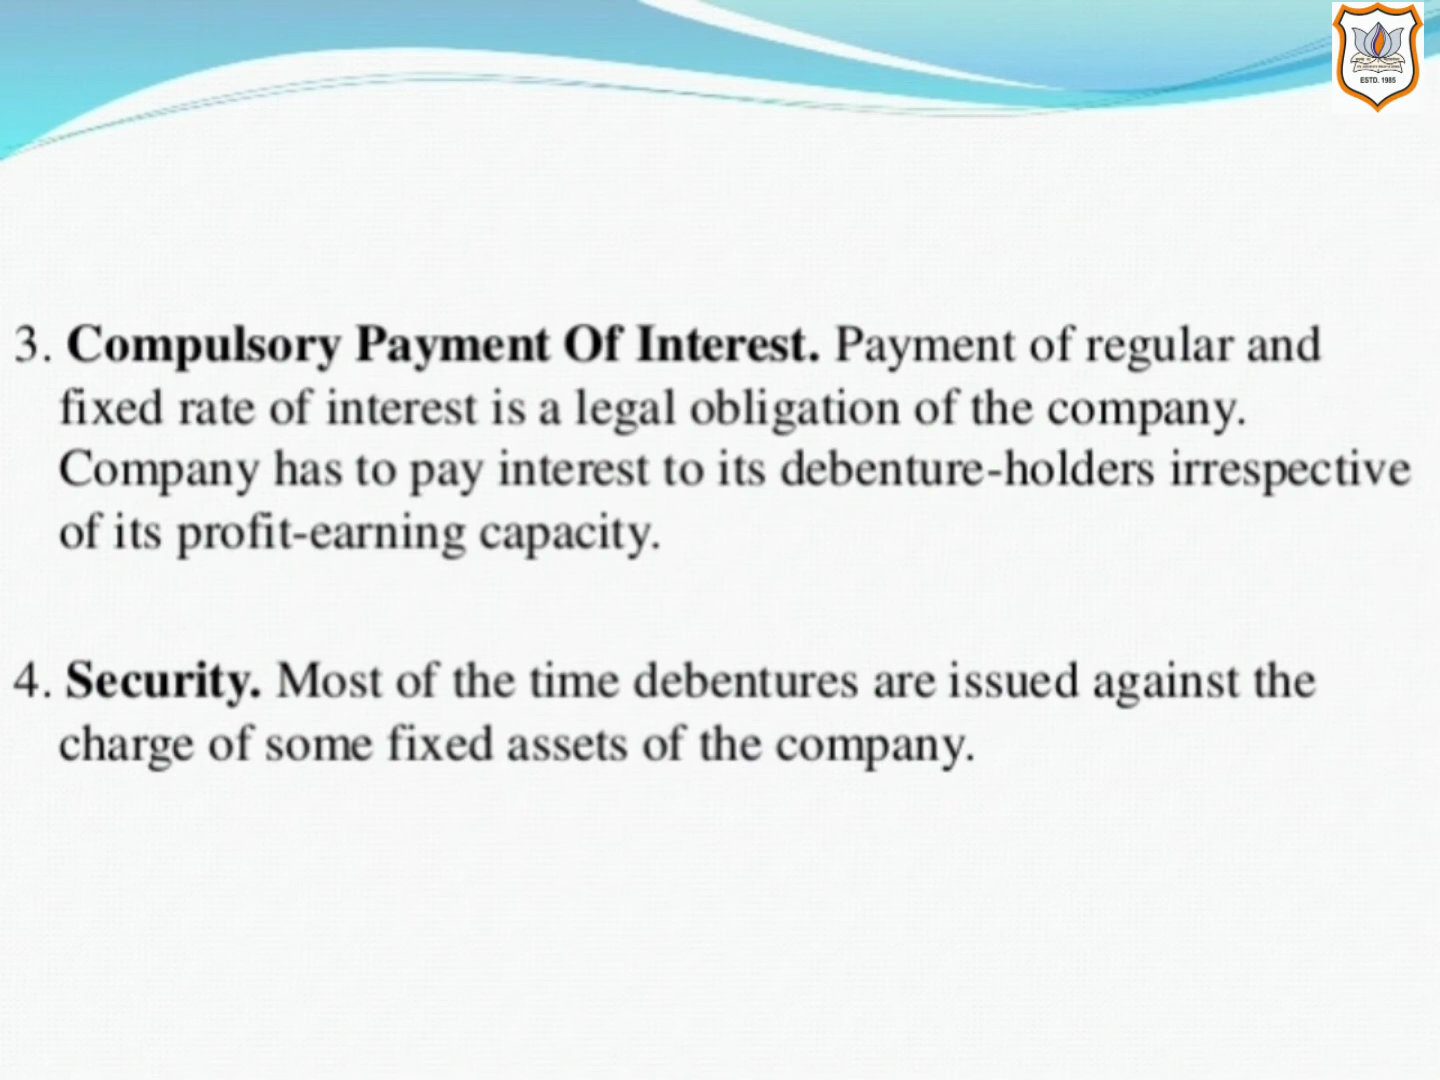 ESTD. 1985
3. Compulsory Payment Of Interest. Payment of regular and
fixed rate of interest is a legal obligation of the company.
Company has to pay interest to its debenture-holders irrespective
of its profit-earning capacity.
4. Security. Most of the time debentures are issued against the
charge of some fixed assets of the company.